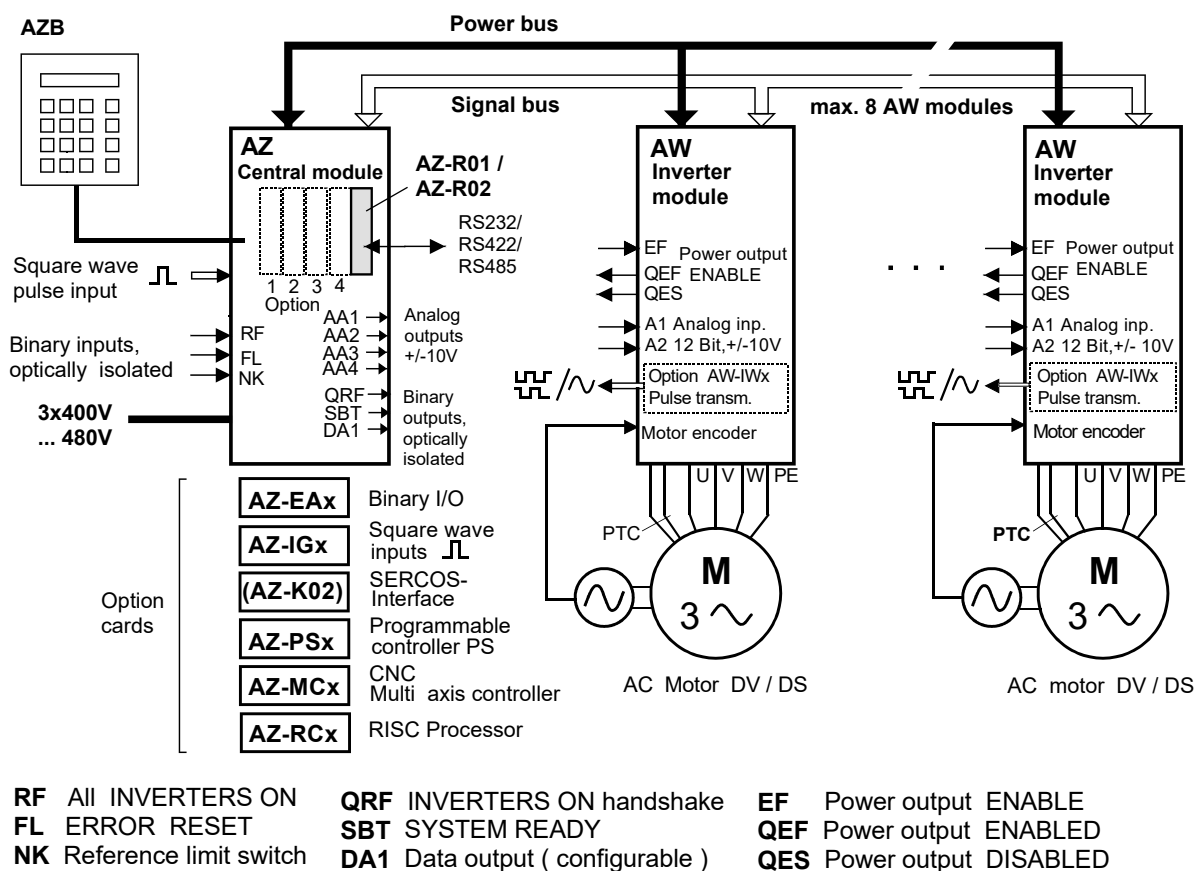 AZB
Power bus
Signal bus
max. 8 AW modules
AZ
Central module
AZ-R01 /
AZ-R02
RS232/
RS422/
RS485
1 2 3 4
Option
Square wave
pulse input
Binary inputs,
optically isolated
RF
FL
NK
3x400V
... 480V
AA1
AA2
AA3
AA4
Analog
outputs
+/-10V
QRF
SBT
DA1
Binary
outputs,
optically
isolated
AW
Inverter
module
EF
QEF
QES
Power output
ENABLE
A1 Analog inp.
A2 12 Bit,+/-10V
Option AW-IWx
Pulse transm.
Motor encoder
U V W PE
PTC
M
3
AC Motor DV / DS
. . .
AW
Inverter
module
EF
QEF
QES
Power output
ENABLE
A1 Analog inp.
A2 12 Bit,+/- 10V
Option AW-IWx
Pulse transm.
Motor encoder
U V W PE
PTC
M
3
AC motor DV / DS
Option
cards
AZ-EAx Binary I/O
AZ-IGx Square wave
inputs
(AZ-K02) SERCOS-
Interface
AZ-PSx Programmable
controller PS
AZ-MCx CNC
Multi axis controller
AZ-RCx RISC Processor
RF All INVERTERS ON
FL ERROR RESET
NK Reference limit switch
QRF INVERTERS ON handshake
SBT SYSTEM READY
DA1 Data output ( configurable )
EF Power output ENABLE
QEF Power output ENABLED
QES Power output DISABLED